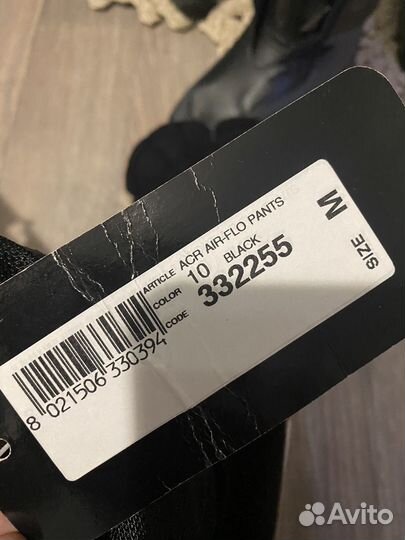 ARTICLE ACR AIR-FLO PANTS
COLOR 10 BLACK
CODE 332255
SIZE M
8 021506 330394
Avito